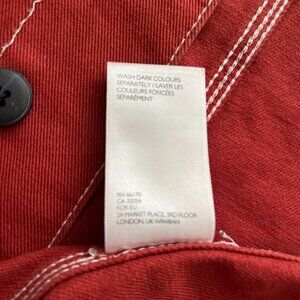 WASH DARK COLOURS
SEPARATELY / LAVER LES
COULEURS FONCÉES
SÉPARÉMENT
RN 66170
CA 32054
FOR EU
24 MARKET PLACE, 3RD FLOOR
LONDON, UK W1W8AN